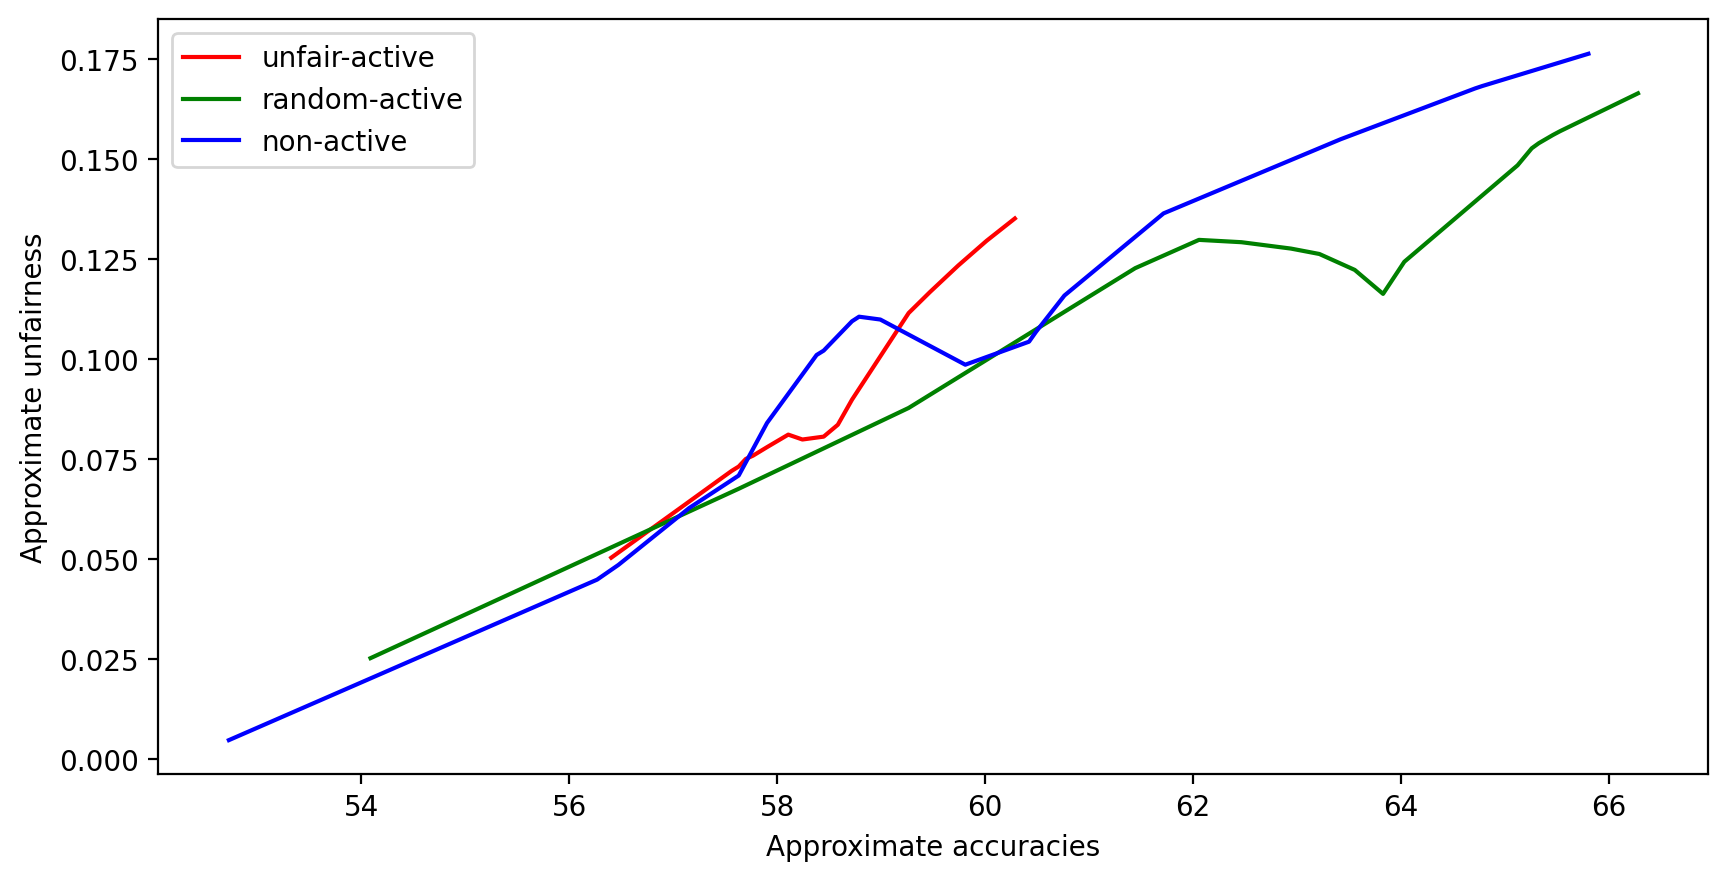 unfair-active
random-active
non-active
Approximate unfairness
0.175
0.150
0.125
0.100
0.075
0.050
0.025
0.000
54 56 58 60 62 64 66
Approximate accuracies